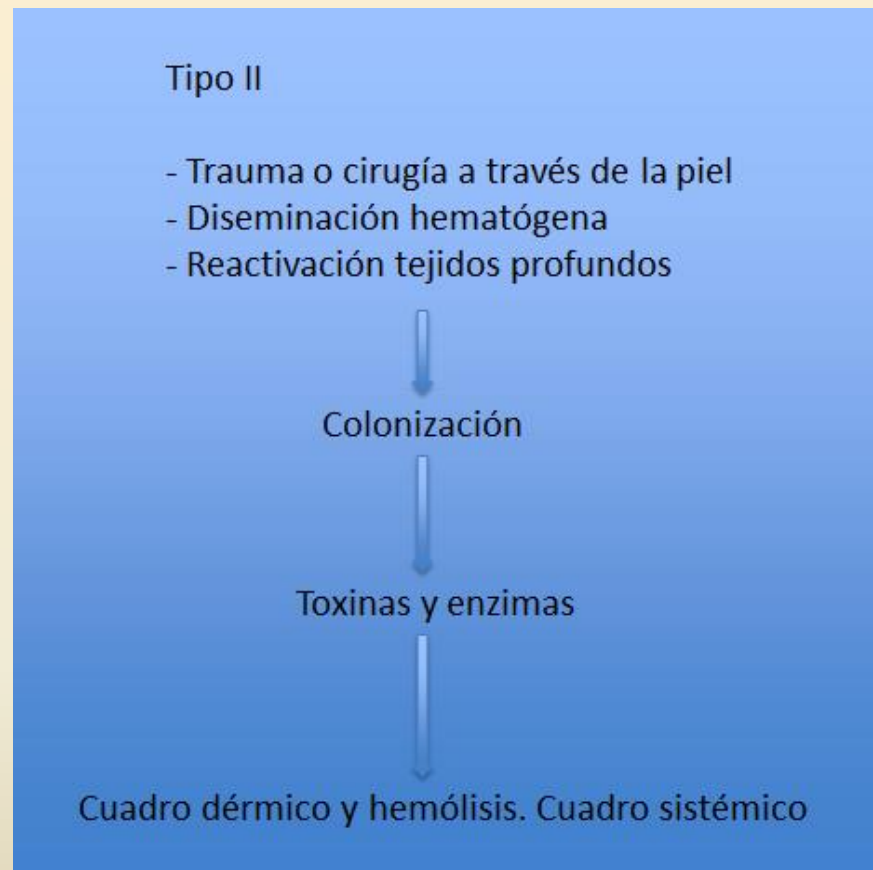 Tipo II
- Trauma o cirugía a través de la piel
- Diseminación hematógena
- Reactivación tejidos profundos
Colonización
Toxinas y enzimas
Cuadro dérmico y hemólisis. Cuadro sistémico